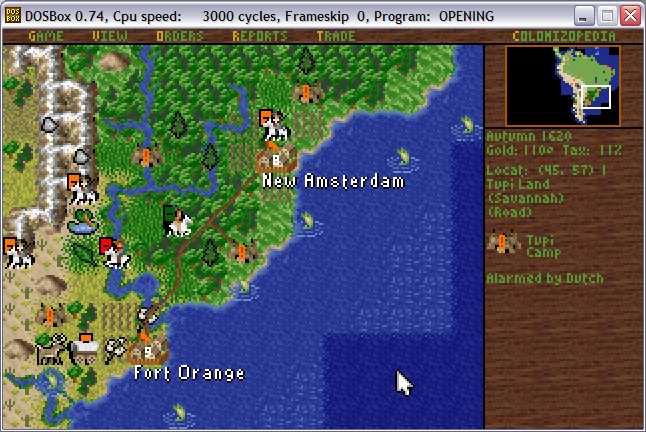 DOSBox 0.74, Cpu speed: 3000 cycles, Frameskip 0, Program: OPENING
GAME VIEW ORDERS REPORTS TRADE COLONIZOPEDIA
Autumn 1620
Gold: 1100 Tax: 11%
Locat: (45, 57) 1
Tupi Land
(Savannah)
(Road)
Tupi
Camp
Alarmed by Dutch
New Amsterdam
Fort Orange